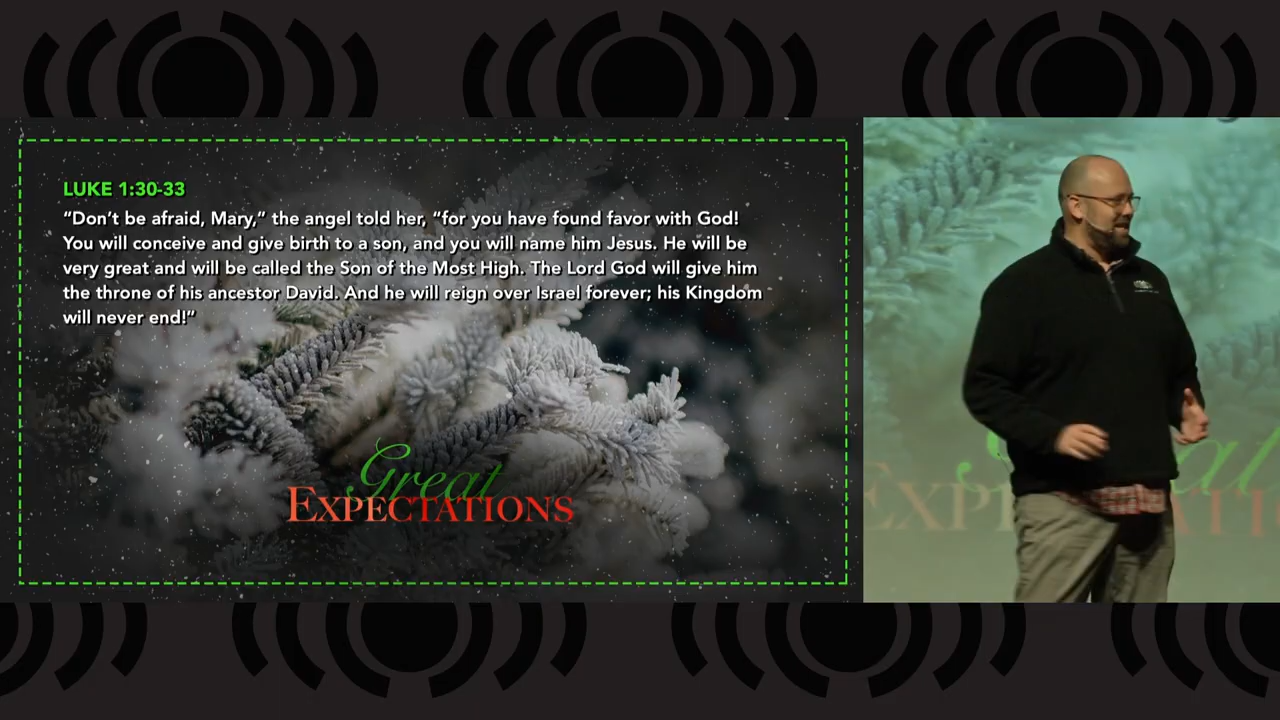 LUKE 1:30-33
“Don’t be afraid, Mary,” the angel told her, “for you have found favor with God!
You will conceive and give birth to a son, and you will name him Jesus. He will be
very great and will be called the Son of the Most High. The Lord God will give him
the throne of his ancestor David. And he will reign over Israel forever; his Kingdom
will never end!”
Great
EXPECTATIONS